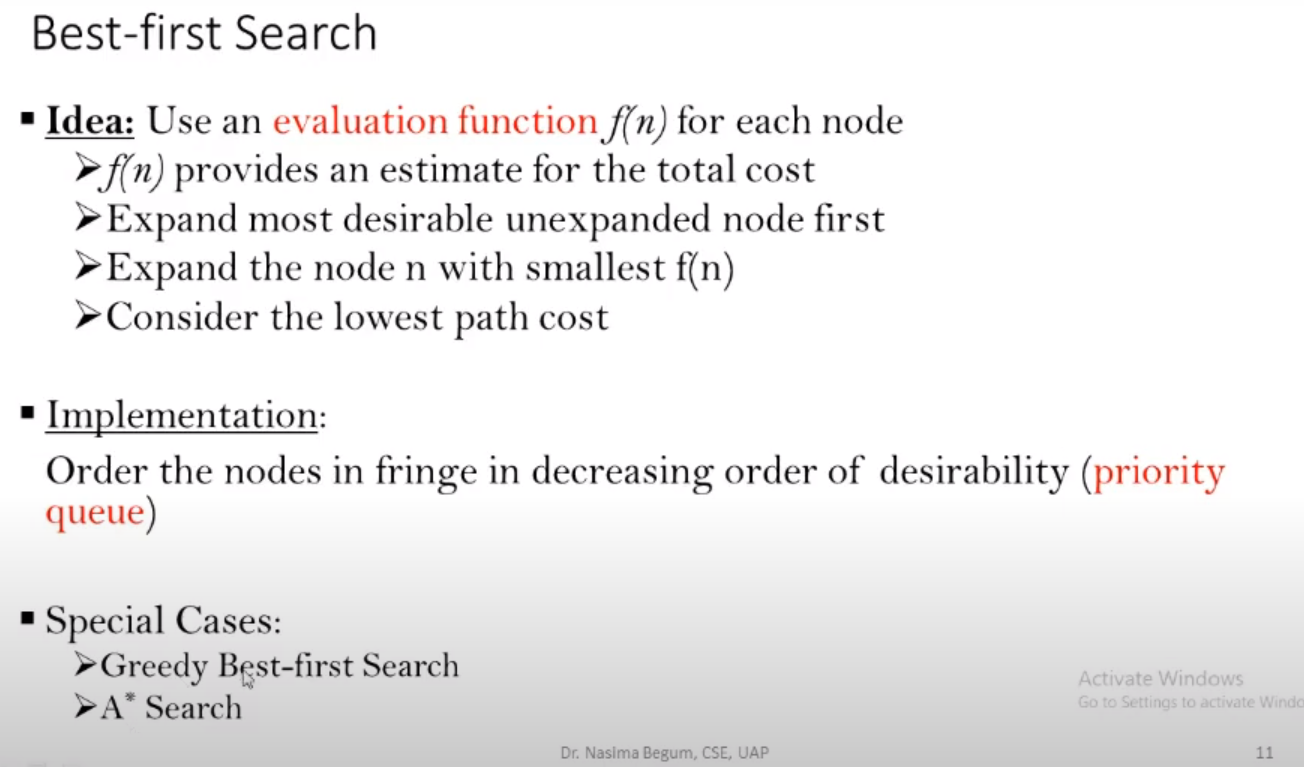 Best-first Search
▪ Idea: Use an evaluation function f(n) for each node
➤f(n) provides an estimate for the total cost
➤Expand most desirable unexpanded node first
➤Expand the node n with smallest f(n)
➤Consider the lowest path cost
▪ Implementation:
Order the nodes in fringe in decreasing order of desirability (priority
queue)
▪ Special Cases:
➤Greedy Best-first Search
➤A* Search
Activate Windows
Go to Settings to activate Windo
Dr. Nasima Begum, CSE, UAP
11